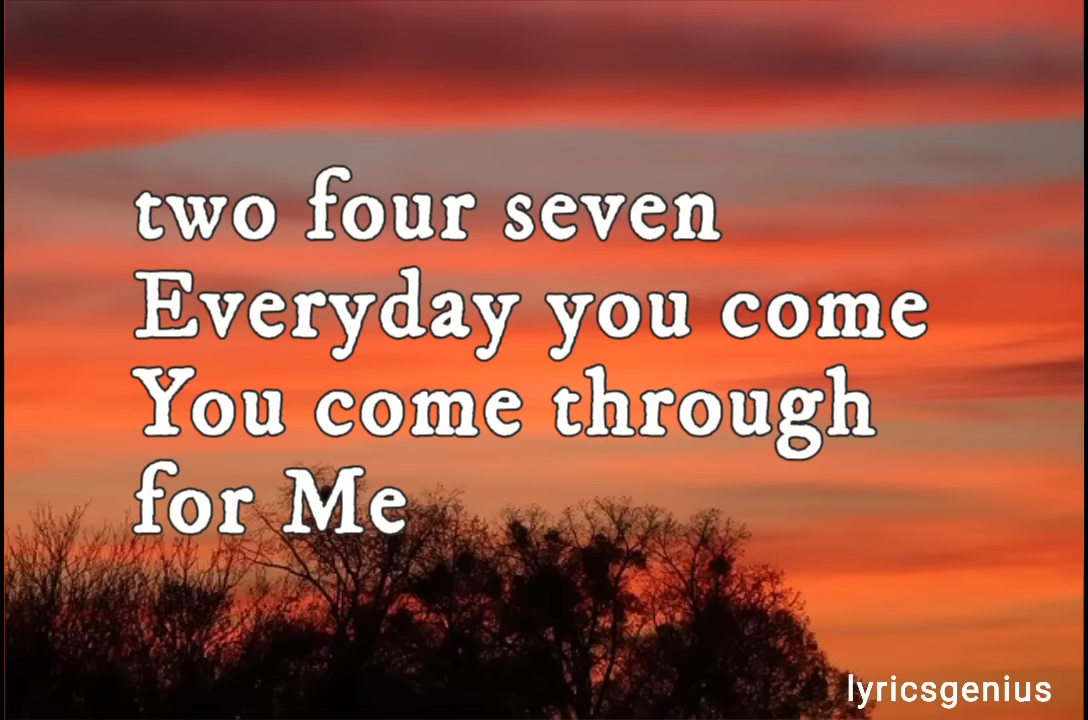 two four seven
Everyday you come
You come through
for Me
lyricsgenius